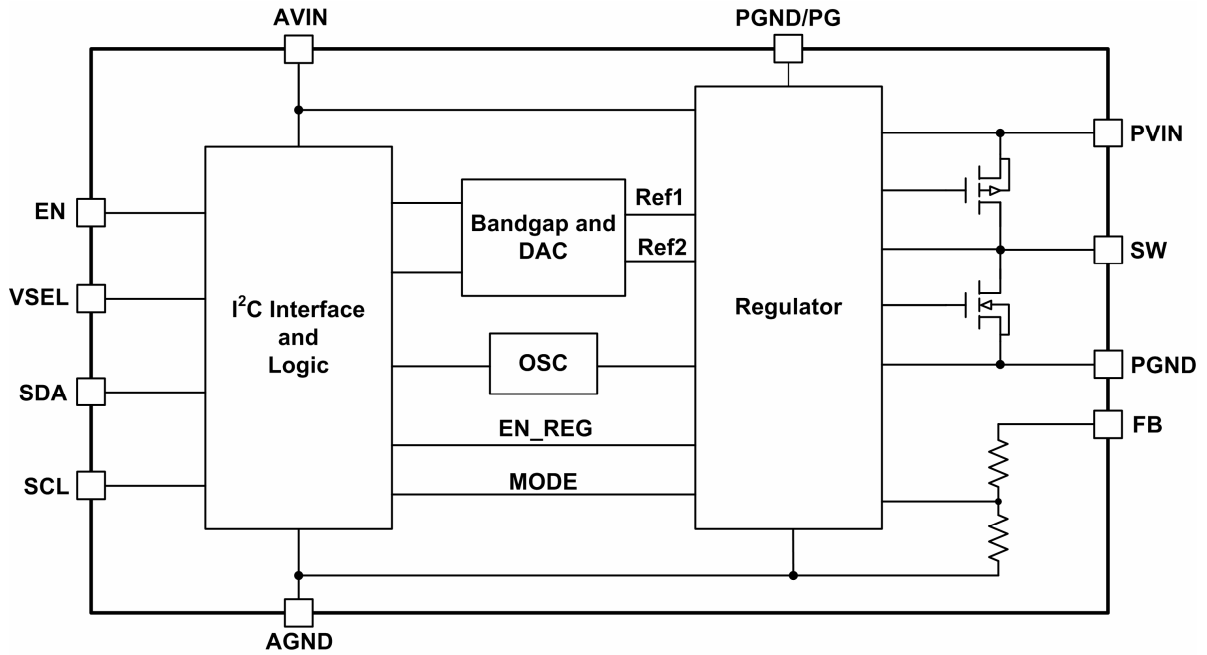 AVIN
PGND/PG
PVIN
EN
Bandgap and
DAC
Ref1
Ref2
SW
VSEL
I²C Interface
and
Logic
Regulator
OSC
PGND
SDA
EN_REG
FB
SCL
MODE
AGND